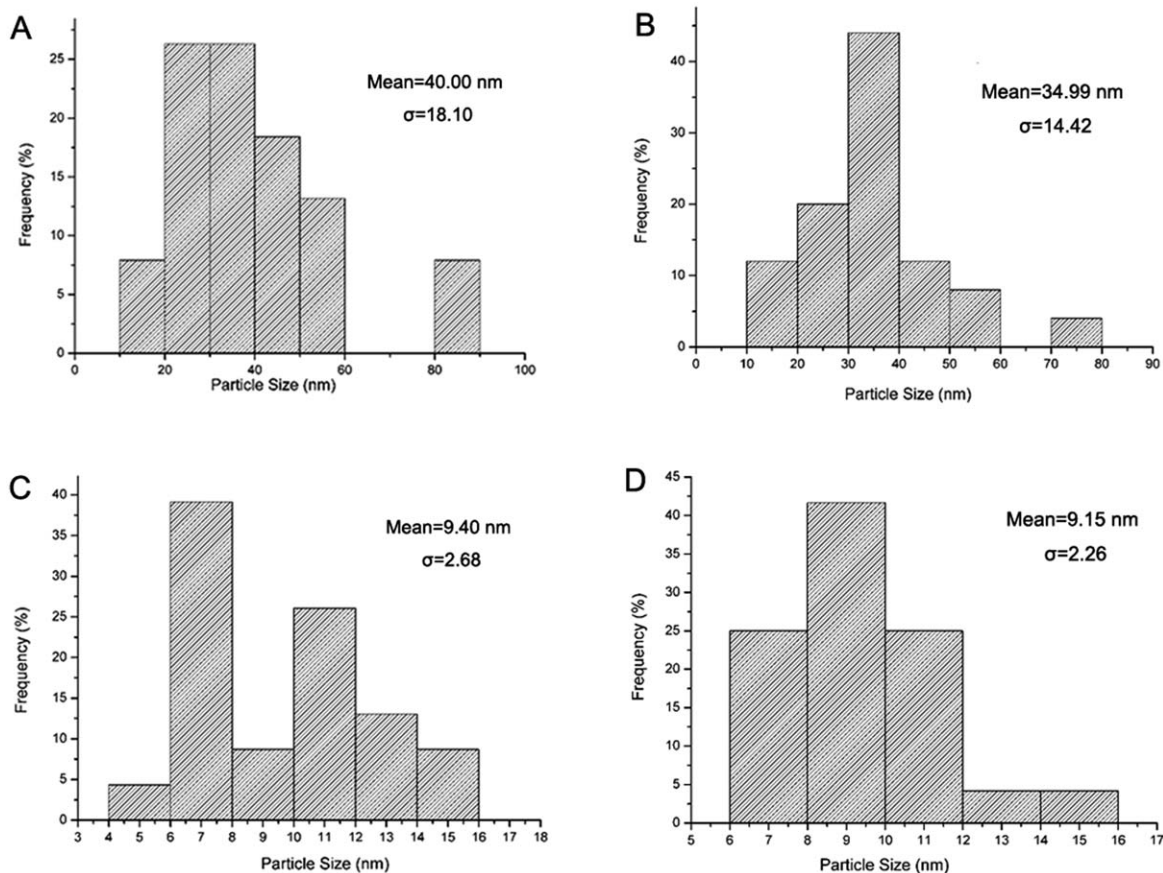 A
Frequency (%)
25
20
15
10
5
0
Mean=40.00 nm
σ=18.10
0 20 40 60 80 100
Particle Size (nm)
B
Frequency (%)
40
30
20
10
0
Mean=34.99 nm
σ=14.42
0 10 20 30 40 50 60 70 80 90
Particle Size (nm)
C
Frequency (%)
40
35
30
25
20
15
10
5
0
Mean=9.40 nm
σ=2.68
3 4 5 6 7 8 9 10 11 12 13 14 15 16 17 18
Particle Size (nm)
D
Frequency (%)
45
40
35
30
25
20
15
10
5
0
Mean=9.15 nm
σ=2.26
5 6 7 8 9 10 11 12 13 14 15 16 17
Particle Size (nm)